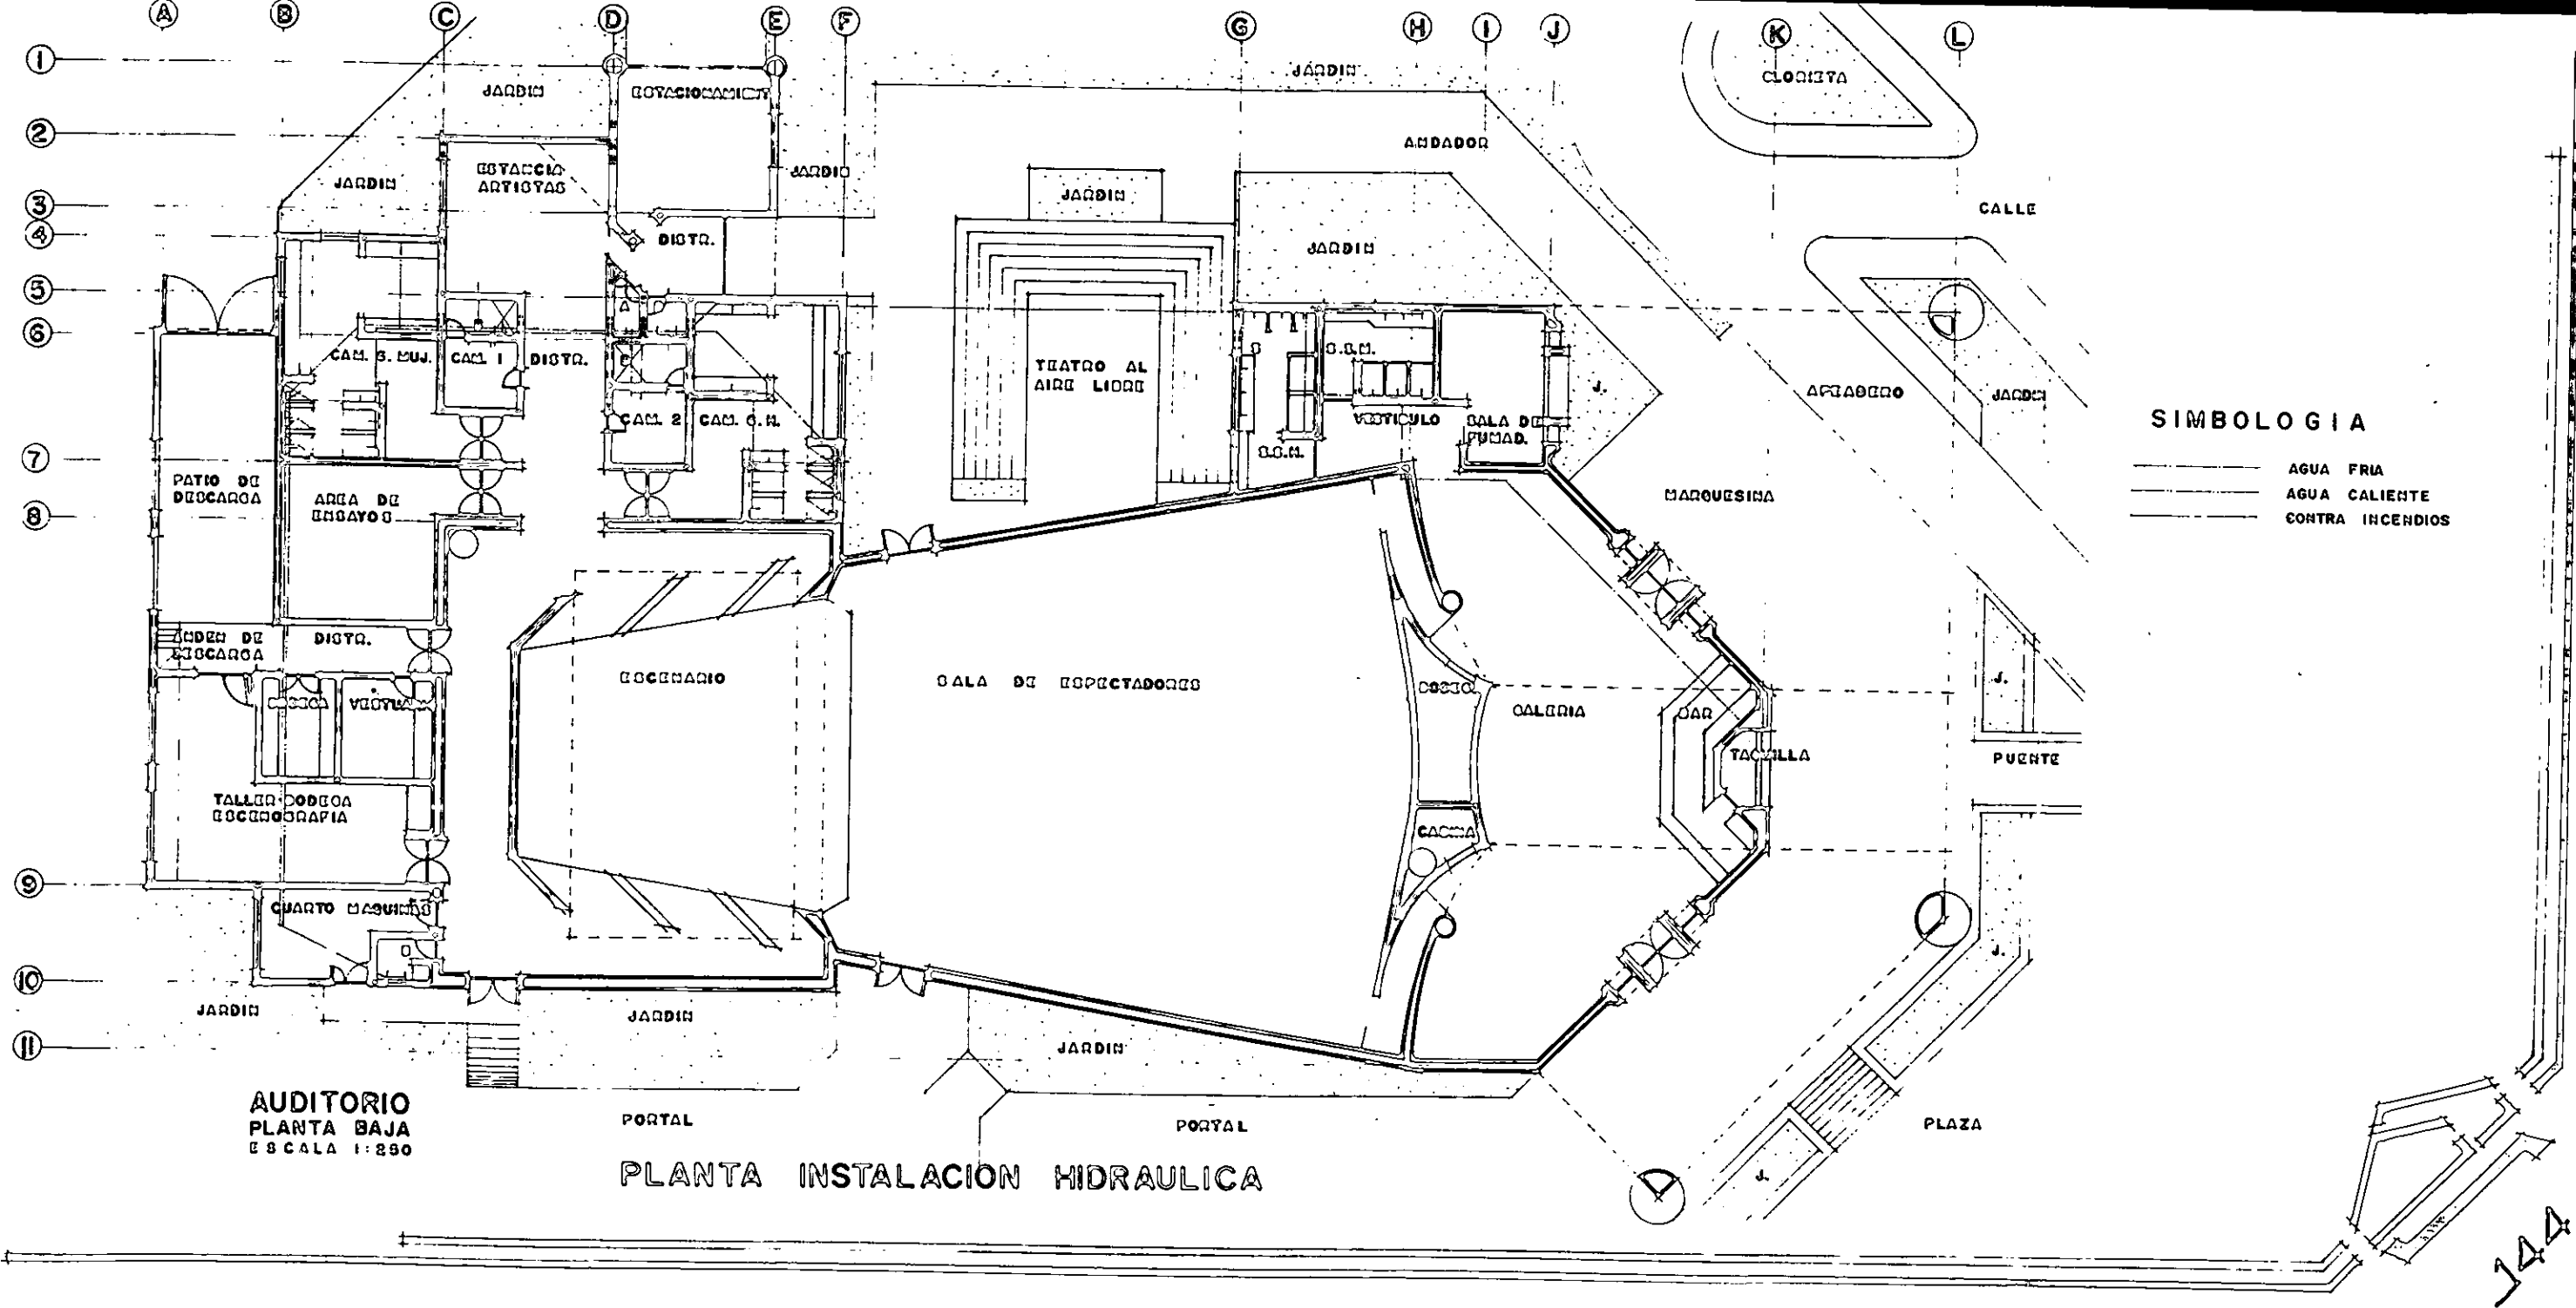 A B C D E F G H I J K L
1
2
3
4
5
6
7
8
9
10
11
JARDIN
ESTACIONAMIENT
JARDIN
GLORIETA
ESTANCIA
ARTISTAS
JARDIN
JARDIN
JARDIN
ANDADOR
CALLE
DISTR.
JARDIN
CAM. G. MUJ.
CAM. 1
DISTR.
TEATRO AL
AIRE LIBRE
S
S.S.M.
J.
APEADERO
JARDIN
CAM. 2
CAM. G. H.
VESTIBULO
SALA DE
FUMAD.
S.S.H.
PATIO DE
DESCARGA
AREA DE
ENSAYOS
MARQUESINA
SIMBOLOGIA
AGUA FRIA
AGUA CALIENTE
CONTRA INCENDIOS
ANDEN DE
DESCARGA
DISTR.
ESCENARIO
SALA DE ESPECTADORES
GALERIA
BAR
J.
TAQUILLA
PUENTE
TALLER BODEGA
ESCENOGRAFIA
CUARTO MAQUINAS
J.
JARDIN
JARDIN
JARDIN
AUDITORIO
PLANTA BAJA
ESCALA 1:250
PORTAL
PORTAL
PLAZA
J.
PLANTA INSTALACION HIDRAULICA
144